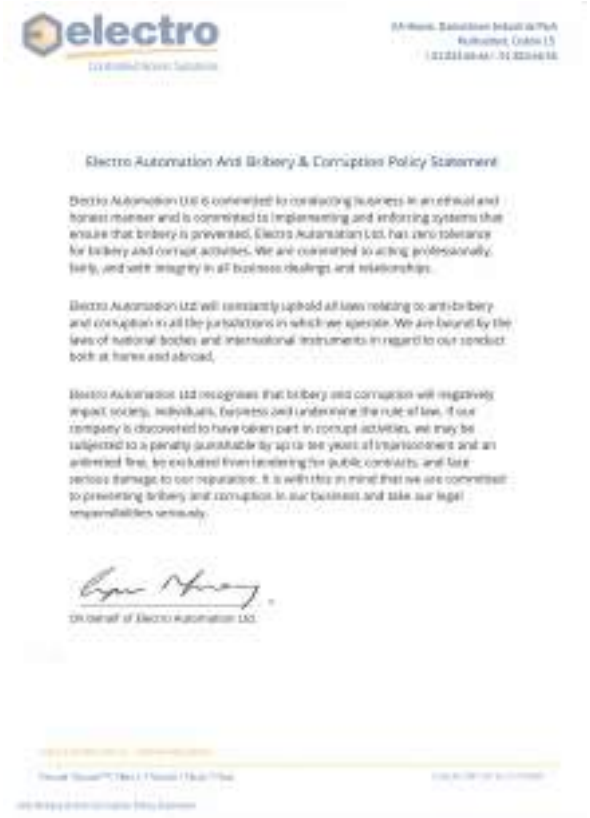 electro
Controlled Access Solutions
Electro Automation Anti Bribery & Corruption Policy Statement
Electro Automation Ltd is committed to conducting business in an ethical and
honest manner and is committed to implementing and enforcing systems that
ensure that bribery is prevented. Electro Automation Ltd. has zero tolerance
for bribery and corrupt activities. We are committed to acting professionally,
fairly, and with integrity in all business dealings and relationships.
Electro Automation Ltd will constantly uphold all laws relating to anti-bribery
and corruption in all the jurisdictions in which we operate. We are bound by the
laws of national bodies and international instruments in regard to our conduct
both at home and abroad.
Electro Automation Ltd recognises that bribery and corruption will negatively
impact society, individuals, business and undermine the rule of law. If our
company is discovered to have taken part in corrupt activities, we may be
subjected to a penalty punishable by up to ten years of imprisonment and an
unlimited fine, be excluded from tendering for public contracts, and face
serious damage to our reputation. It is with this in mind that we are committed
to preventing bribery and corruption in our business and take our legal
responsibilities seriously.
On behalf of Electro Automation Ltd.